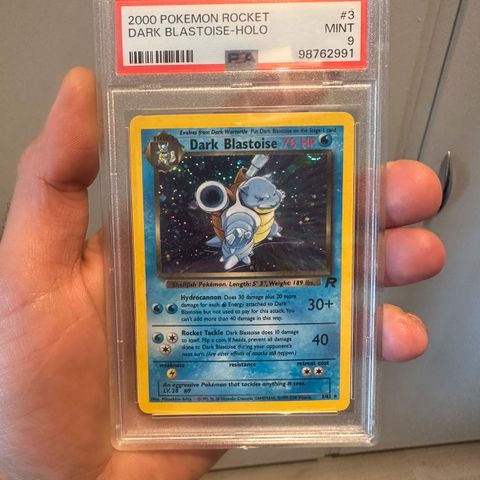 2000 POKEMON ROCKET #3
DARK BLASTOISE-HOLO MINT
9
PSA 98762991
Evolves from Dark Wartortle Put Dark Blastoise on the Stage 1 card
Dark Blastoise 70 HP
Shellfish Pokémon. Length: 5' 3", Weight: 189 lbs.
R
Hydrocannon Does 30 damage plus 20 more
damage for each Energy attached to Dark
Blastoise but not used to pay for this attack. You
can't add more than 40 damage in this way.
30+
Rocket Tackle Dark Blastoise does 10 damage
to itself. Flip a coin. If heads, prevent all damage
done to Dark Blastoise during your opponent's
next turn. (Any other effects of attacks still happen.)
40
weakness resistance retreat cost
An aggressive Pokémon that tackles anything it sees.
LV. 28 #9
3/82